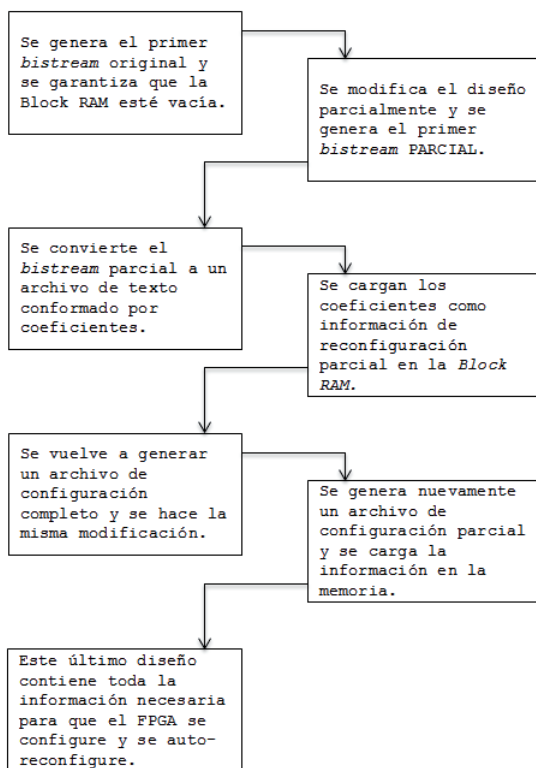 Se genera el primer
bistream original y
se garantiza que la
Block RAM esté vacía.
Se modifica el diseño
parcialmente y se
genera el primer
bistream PARCIAL.
Se convierte el
bistream parcial a un
archivo de texto
conformado por
coeficientes.
Se cargan los
coeficientes como
información de
reconfiguración
parcial en la Block
RAM.
Se vuelve a generar
un archivo de
configuración
completo y se hace la
misma modificación.
Se genera nuevamente
un archivo de
configuración parcial
y se carga la
información en la
memoria.
Este último diseño
contiene toda la
información necesaria
para que el FPGA se
configure y se auto-
reconfigure.